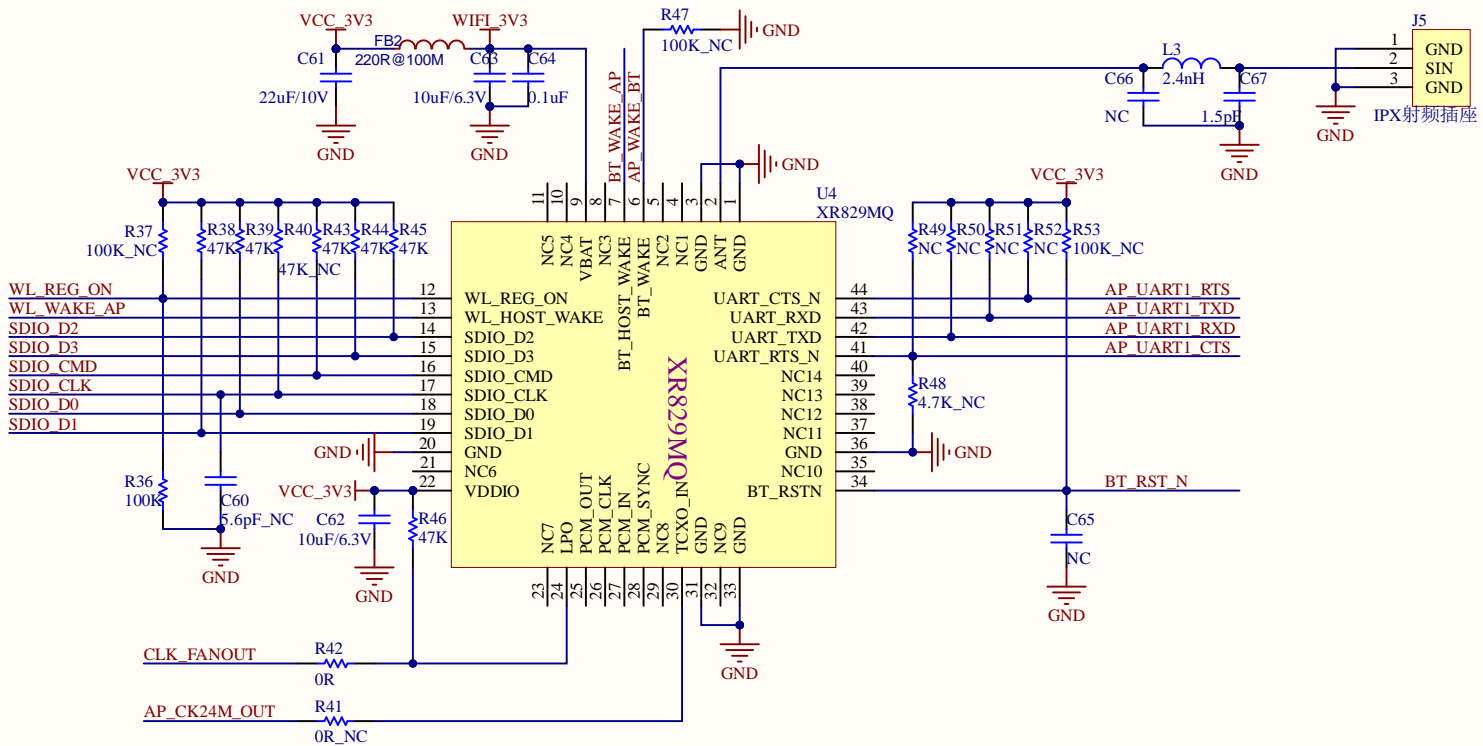 VCC_3V3
WIFI_3V3
R47
100K_NC
GND
J5
FB2
220R@100M
C61
22uF/10V
GND
C63
10uF/6.3V
C64
0.1uF
GND
BT_WAKE_AP
AP_WAKE_BT
L3
2.4nH
C66
NC
C67
1.5pF
GND
1 GND
2 SIN
3 GND
GND
IPX射频插座
GND
U4
XR829MQ
VCC_3V3
R37
100K_NC
R38
47K
R39
47K
R40
47K_NC
R43
47K
R44
47K
R45
47K
VCC_3V3
R49
NC
R50
NC
R51
NC
R52
NC
R53
100K_NC
11 NC5
10 NC4
9 VBAT
8 NC3
7 BT_HOST_WAKE
6 BT_WAKE
5 NC2
4 NC1
3 GND
2 ANT
1 GND
WL_REG_ON 12 WL_REG_ON
WL_WAKE_AP 13 WL_HOST_WAKE
SDIO_D2 14 SDIO_D2
SDIO_D3 15 SDIO_D3
SDIO_CMD 16 SDIO_CMD
SDIO_CLK 17 SDIO_CLK
SDIO_D0 18 SDIO_D0
SDIO_D1 19 SDIO_D1
GND 20 GND
21 NC6
VCC_3V3 22 VDDIO
XR829MQ
UART_CTS_N 44 AP_UART1_RTS
UART_RXD 43 AP_UART1_TXD
UART_TXD 42 AP_UART1_RXD
UART_RTS_N 41 AP_UART1_CTS
NC14 40
NC13 39
NC12 38
NC11 37
GND 36 GND
NC10 35
BT_RSTN 34 BT_RST_N
R48
4.7K_NC
R36
100K
C60
5.6pF_NC
GND
C62
10uF/6.3V
GND
R46
47K
C65
NC
GND
NC7 23
LPO 24
PCM_OUT 25
PCM_CLK 26
PCM_IN 27
PCM_SYNC 28
NC8 29
TCXO_IN 30
GND 31
NC9 32
GND 33
GND
CLK_FANOUT
R42
0R
AP_CK24M_OUT
R41
0R_NC